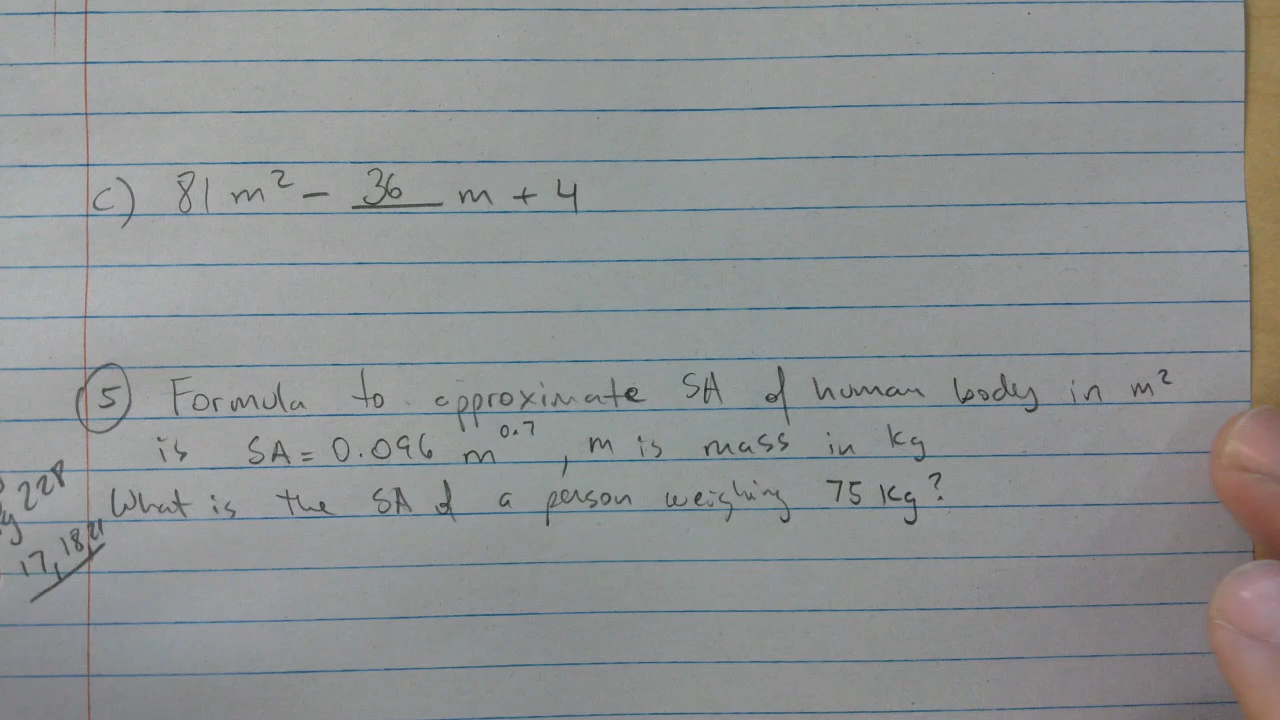 c) 81 m² - 36 m + 4
5 Formula to approximate SA of human body in m²
is SA = 0.096 m^0.7, m is mass in kg
What is the SA of a person weighing 75 kg?
228
17, 18, 21